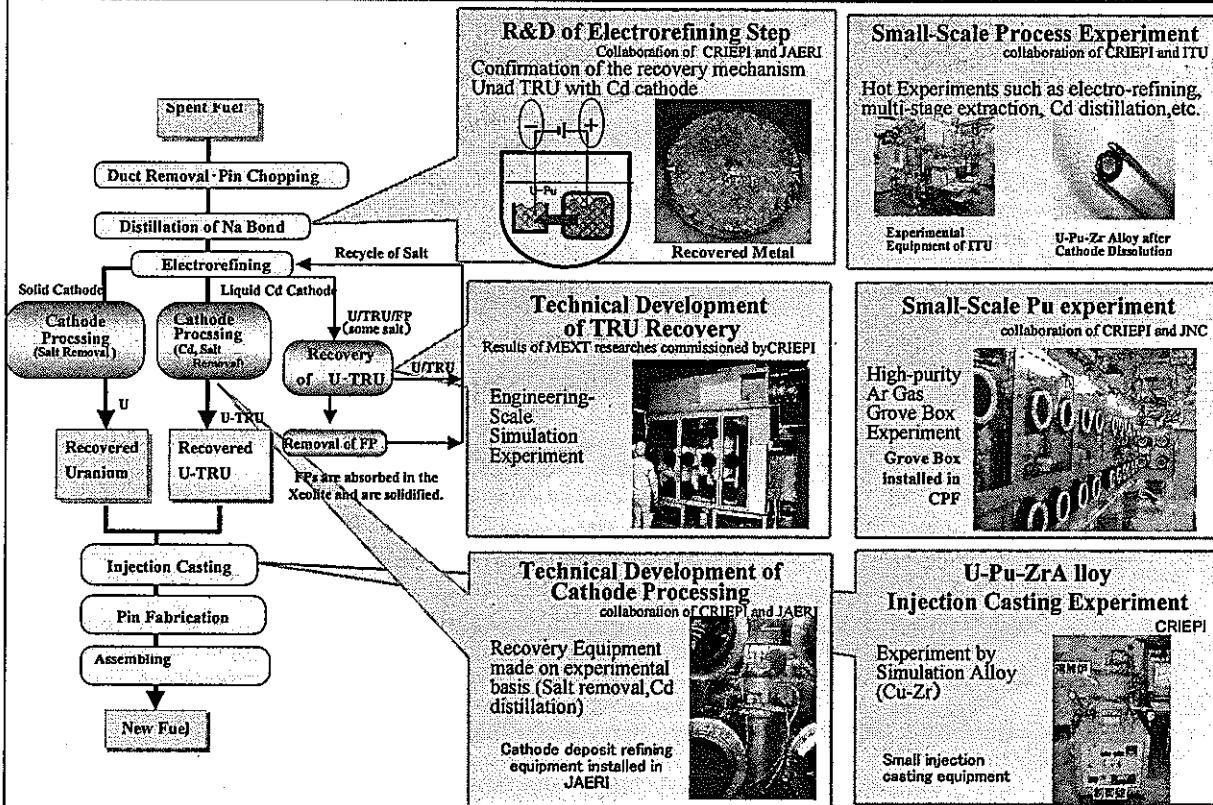 Spent Fuel
Duct Removal·Pin Chopping
Distillation of Na Bond
Electrorefining
Recycle of Salt
Solid Cathode
Liquid Cd Cathode
Cathode
Procssing
(Salt Removal)
Cathode
Procssing
(Cd, Salt
Removal)
U/TRU/FP
(some salt)
Recovery
of U-TRU
U/TRU
U
U-TRU
Removal of FP
Recovered
Uranium
Recovered
U-TRU
FPs are absorbed in the
Xeolite and are solidified.
Injection Casting
Pin Fabrication
Assembling
New Fuel
R&D of Electrorefining Step
Collaboration of CRIEPI and JAERI
Confirmation of the recovery mechanism
Unad TRU with Cd cathode
− +
U-Pu
Recovered Metal
Small-Scale Process Experiment
collaboration of CRIEPI and ITU
Hot Experiments such as electro-refining,
multi-stage extraction, Cd distillation,etc.
Experimental
Equipment of ITU
U-Pu-Zr Alloy after
Cathode Dissolution
Technical Development
of TRU Recovery
Results of MEXT researches commissioned byCRIEPI
Engineering-
Scale
Simulation
Experiment
Small-Scale Pu experiment
collaboration of CRIEPI and JNC
High-purity
Ar Gas
Grove Box
Experiment
Grove Box
installed in
CPF
Technical Development of
Cathode Processing
collaboration of CRIEPI and JAERI
Recovery Equipment
made on experimental
basis (Salt removal,Cd
distillation)
Cathode deposit refining
equipment installed in
JAERI
U-Pu-ZrA lloy
Injection Casting Experiment
CRIEPI
Experiment by
Simulation Alloy
(Cu-Zr)
Small injection
casting equipment